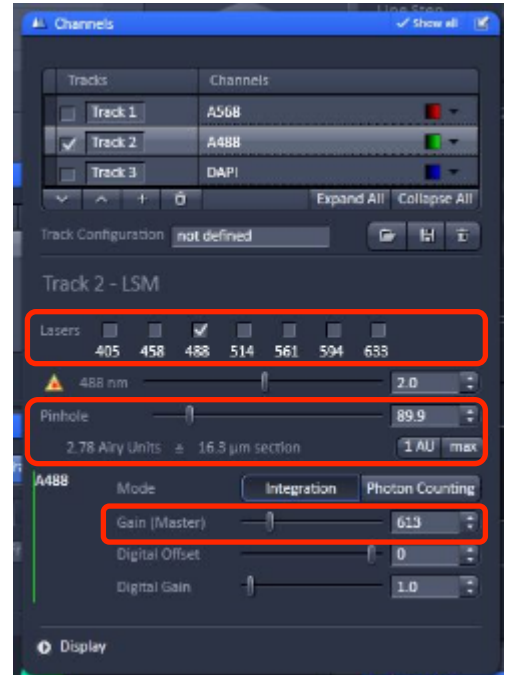 Line Step
Channels
Show all
Tracks Channels
Track 1 A568
Track 2 A488
Track 3 DAPI
Expand All Collapse All
Track Configuration not defined
Track 2 - LSM
Lasers
405 458 488 514 561 594 633
488 nm 2.0
Pinhole 89.9
2.78 Airy Units ± 16.3 µm section 1 AU max
A488 Mode Integration Photon Counting
Gain (Master) 613
Digital Offset 0
Digital Gain 1.0
Display